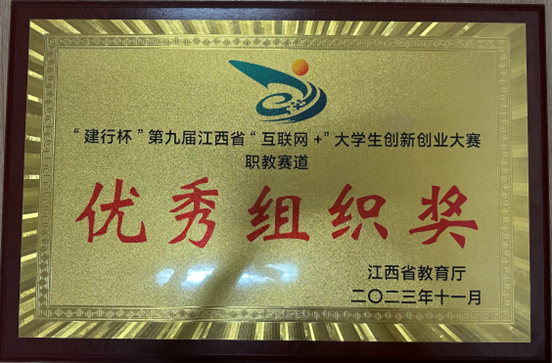 “建行杯”第九届江西省“互联网+”大学生创新创业大赛
职教赛道
优秀组织奖
江西省教育厅
二〇二三年十一月